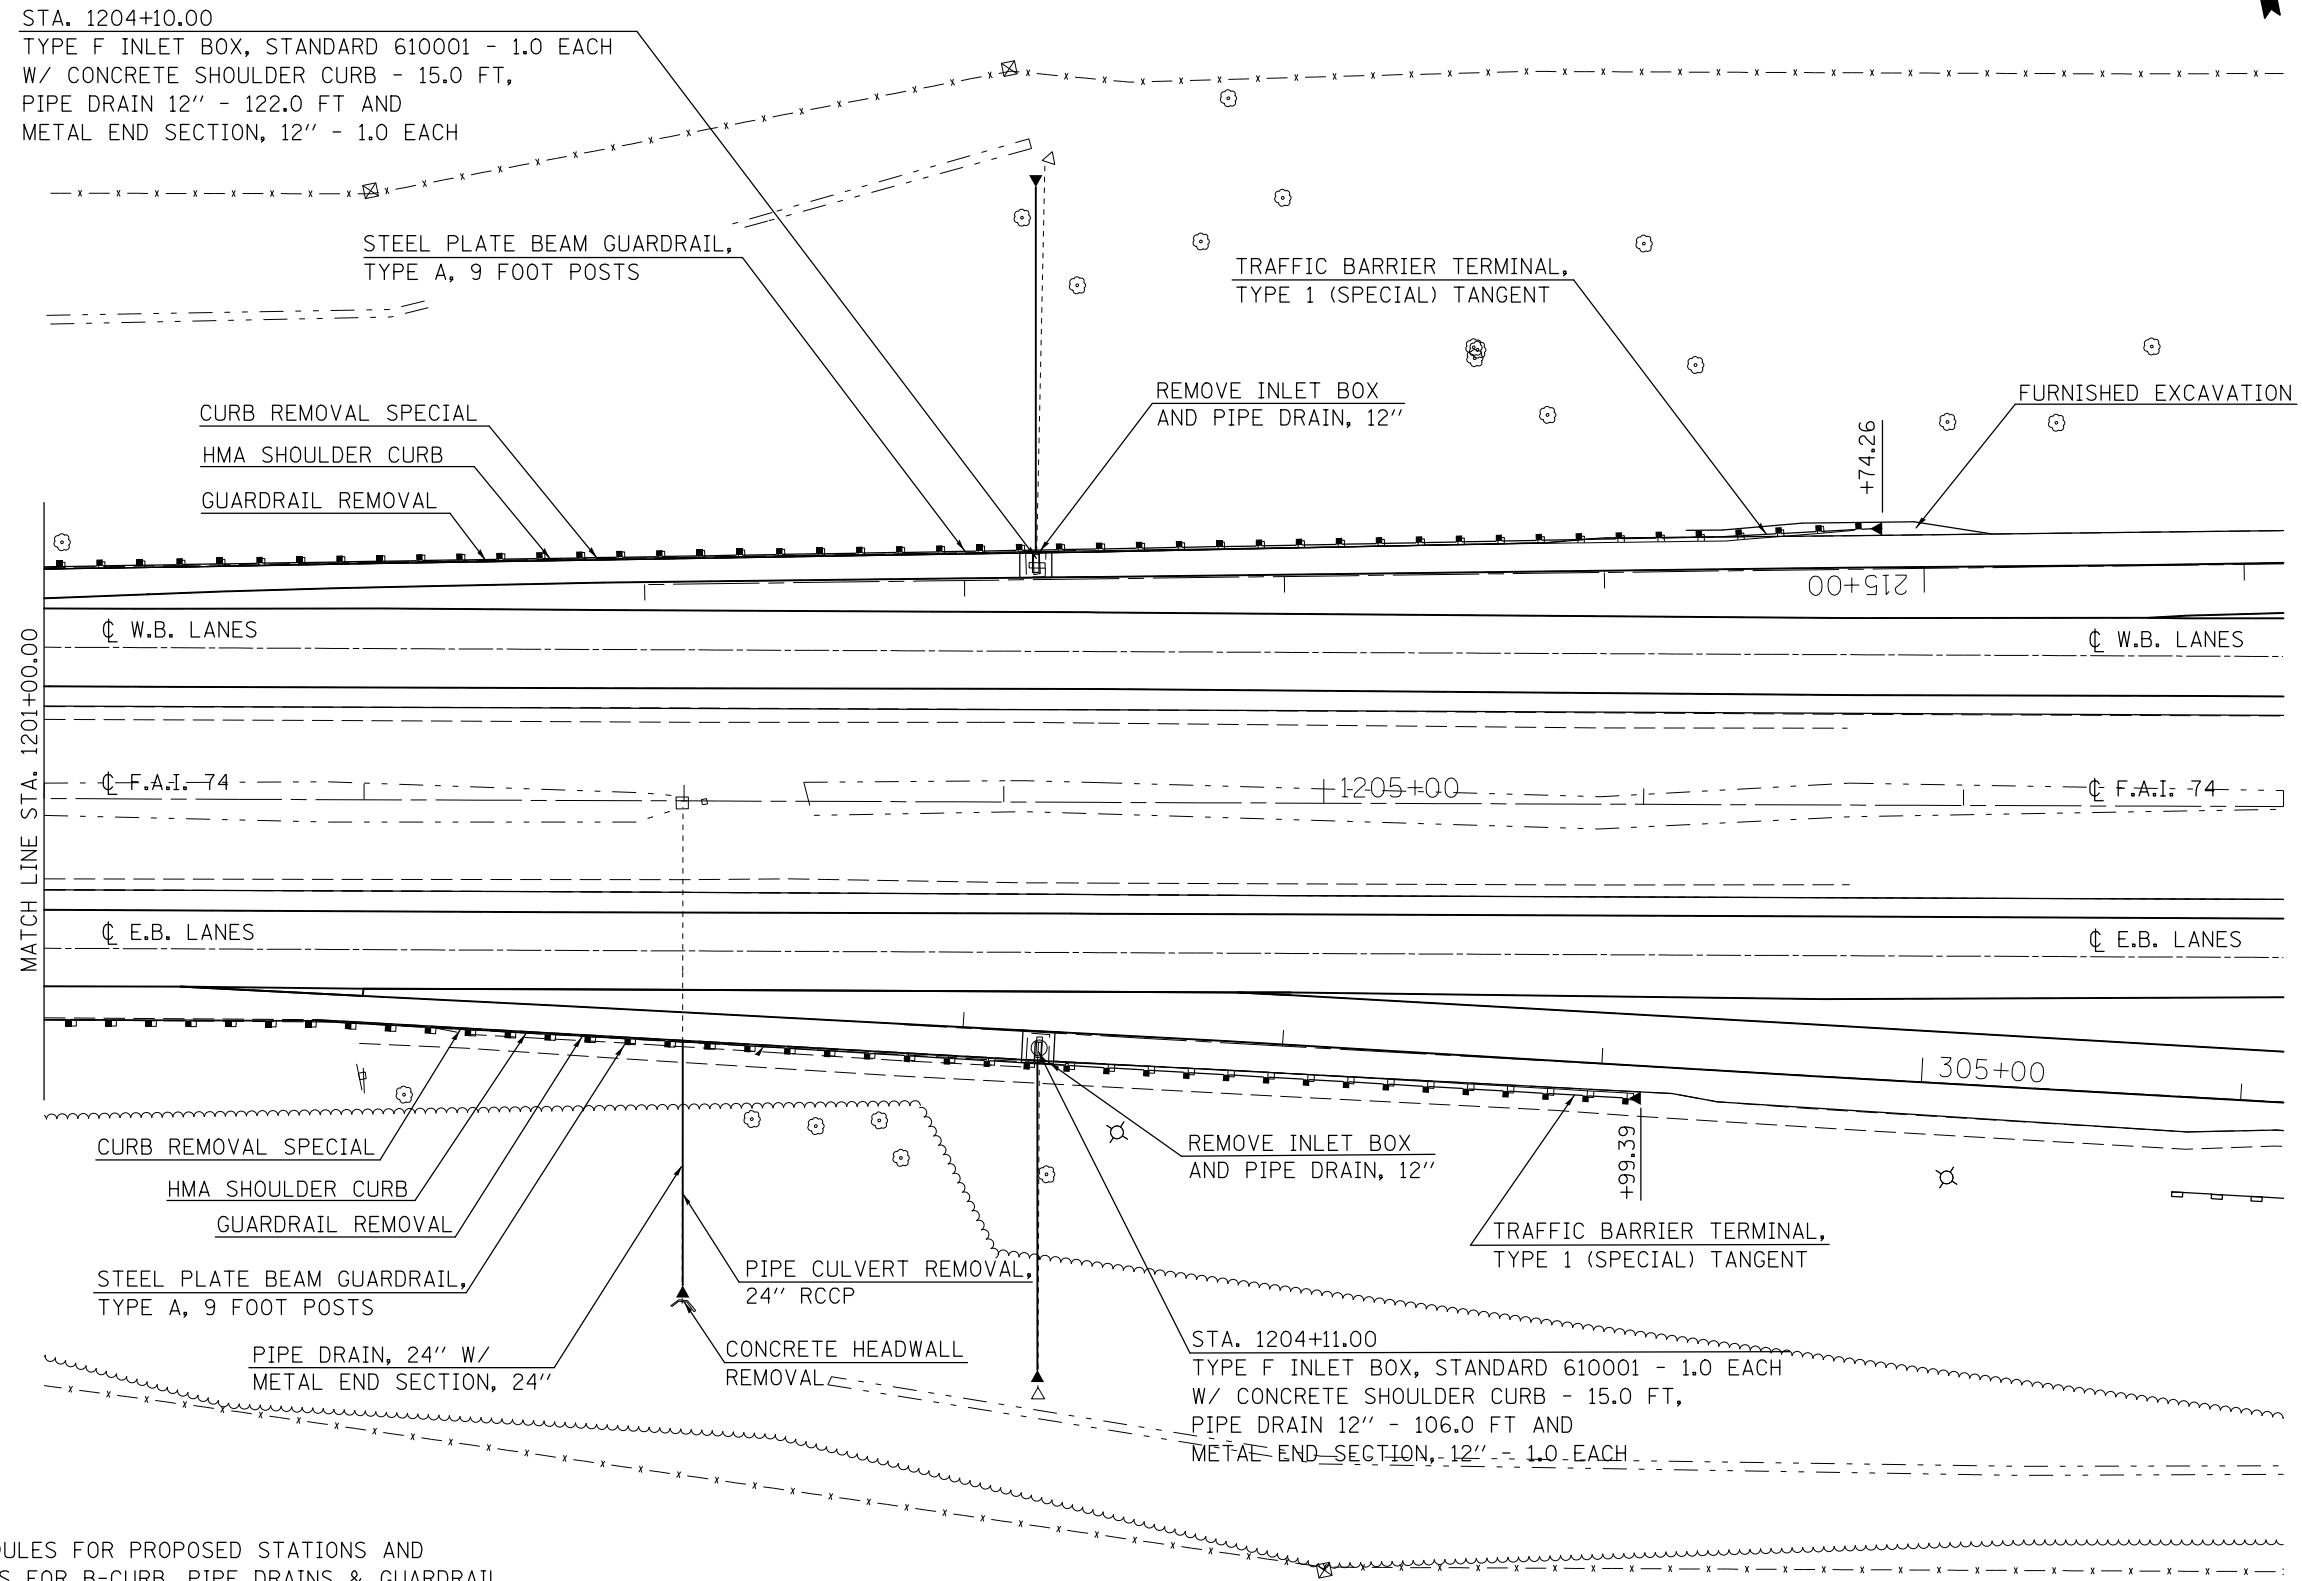 STA. 1204+10.00
TYPE F INLET BOX, STANDARD 610001 - 1.0 EACH
W/ CONCRETE SHOULDER CURB - 15.0 FT,
PIPE DRAIN 12" - 122.0 FT AND
METAL END SECTION, 12" - 1.0 EACH
STEEL PLATE BEAM GUARDRAIL,
TYPE A, 9 FOOT POSTS
TRAFFIC BARRIER TERMINAL,
TYPE 1 (SPECIAL) TANGENT
REMOVE INLET BOX
AND PIPE DRAIN, 12"
FURNISHED EXCAVATION
CURB REMOVAL SPECIAL
HMA SHOULDER CURB
GUARDRAIL REMOVAL
+74.26
215+00
℄ W.B. LANES
℄ W.B. LANES
MATCH LINE STA. 1201+00.00
℄ F.A.I. 74
1205+00
℄ F.A.I. 74
℄ E.B. LANES
℄ E.B. LANES
305+00
+99.39
CURB REMOVAL SPECIAL
HMA SHOULDER CURB
GUARDRAIL REMOVAL
STEEL PLATE BEAM GUARDRAIL,
TYPE A, 9 FOOT POSTS
PIPE DRAIN, 24" W/
METAL END SECTION, 24"
PIPE CULVERT REMOVAL,
24" RCCP
CONCRETE HEADWALL
REMOVAL
REMOVE INLET BOX
AND PIPE DRAIN, 12"
TRAFFIC BARRIER TERMINAL,
TYPE 1 (SPECIAL) TANGENT
STA. 1204+11.00
TYPE F INLET BOX, STANDARD 610001 - 1.0 EACH
W/ CONCRETE SHOULDER CURB - 15.0 FT,
PIPE DRAIN 12" - 106.0 FT AND
METAL END SECTION, 12" - 1.0 EACH
FOR PROPOSED STATIONS AND
FOR B-CURB, PIPE DRAINS & GUARDRAIL